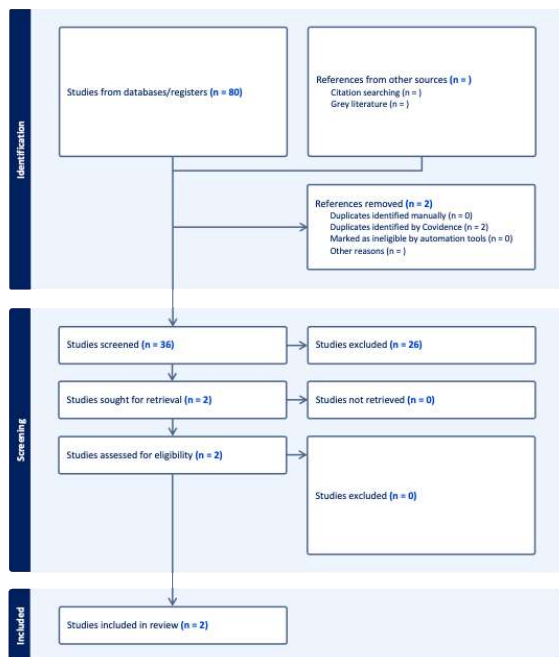 Identification
Studies from databases/registers (n = 80)
References from other sources (n = )
Citation searching (n = )
Grey literature (n = )
References removed (n = 2)
Duplicates identified manually (n = 0)
Duplicates identified by Covidence (n = 2)
Marked as ineligible by automation tools (n = 0)
Other reasons (n = )
Screening
Studies screened (n = 36)
Studies excluded (n = 26)
Studies sought for retrieval (n = 2)
Studies not retrieved (n = 0)
Studies assessed for eligibility (n = 2)
Studies excluded (n = 0)
Included
Studies included in review (n = 2)